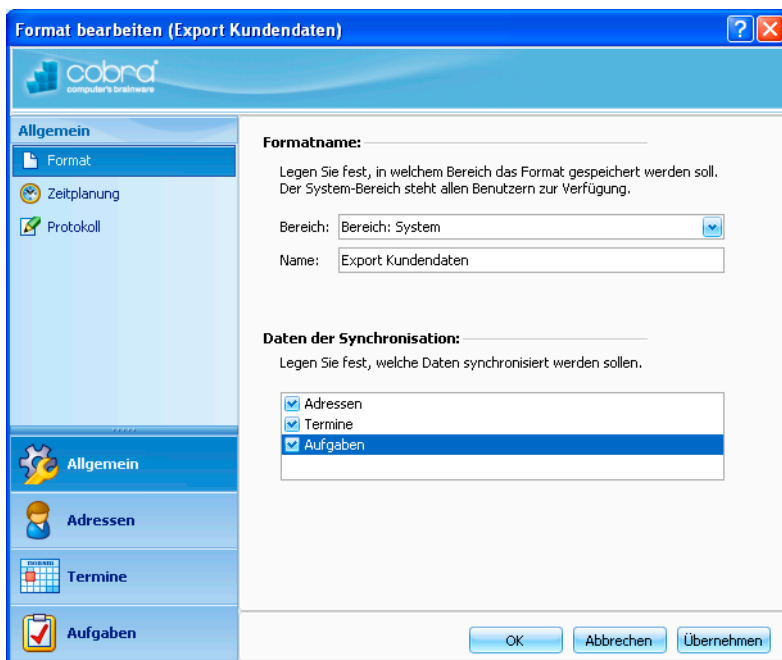 Format bearbeiten (Export Kundendaten)
cobra
computer's brainware
Allgemein
Format
Zeitplanung
Protokoll
Allgemein
Adressen
Termine
Aufgaben
Formatname:
Legen Sie fest, in welchem Bereich das Format gespeichert werden soll.
Der System-Bereich steht allen Benutzern zur Verfügung.
Bereich: Bereich: System
Name: Export Kundendaten
Daten der Synchronisation:
Legen Sie fest, welche Daten synchronisiert werden sollen.
Adressen
Termine
Aufgaben
OK Abbrechen Übernehmen